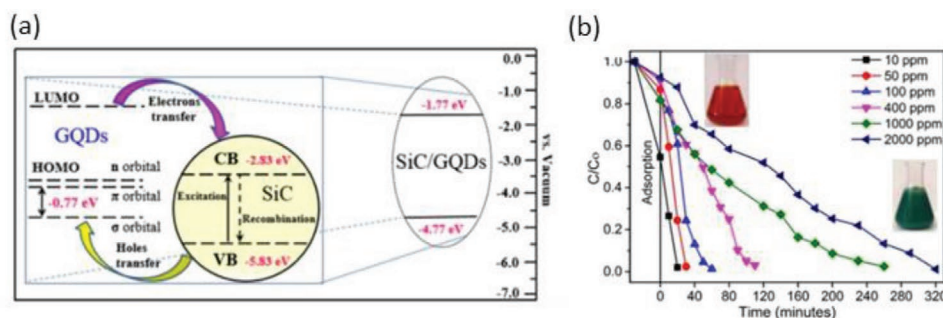 (a)
LUMO
Electrons
transfer
GQDs
HOMO
n orbital
π orbital
-0.77 eV
σ orbital
Holes
transfer
CB -2.83 eV
SiC
Excitation
Recombination
VB -5.83 eV
-1.77 eV
SiC/GQDs
-4.77 eV
0.0
-1.0
-2.0
-3.0
-4.0
-5.0
-6.0
-7.0
vs. Vacuum
(b)
C/C₀
1.0
0.8
0.6
0.4
0.2
0.0
Adsorption
10 ppm
50 ppm
100 ppm
400 ppm
1000 ppm
2000 ppm
0 40 80 120 160 200 240 280 320
Time (minutes)